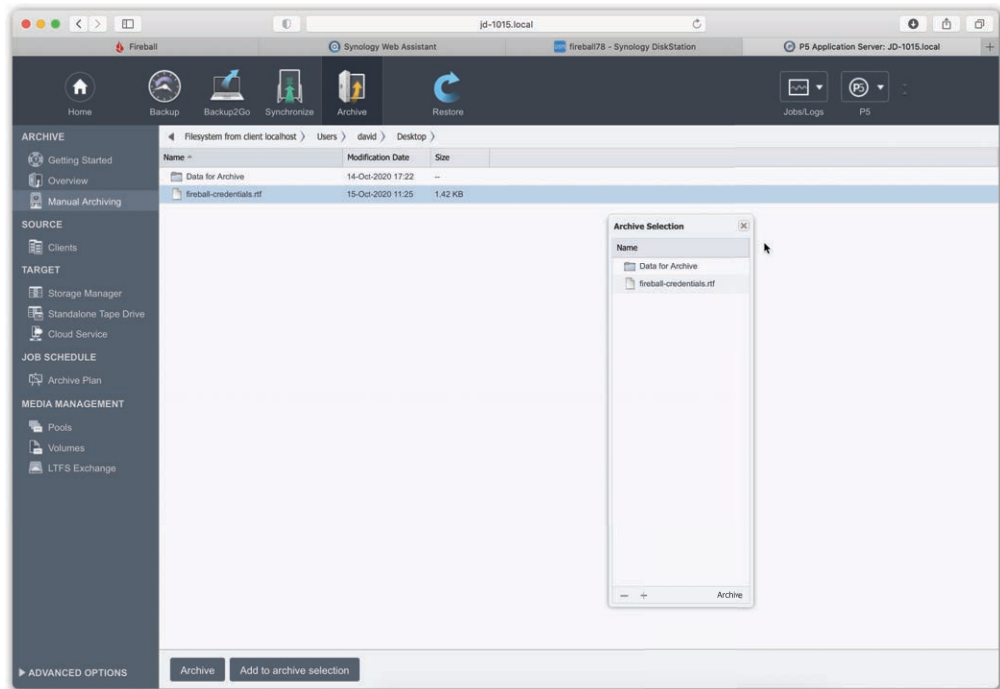 jd-1015.local
Fireball
Synology Web Assistant
fireball78 - Synology DiskStation
P5 Application Server: JD-1015.local
Home
Backup
Backup2Go
Synchronize
Archive
Restore
Jobs/Logs
P5
ARCHIVE
Getting Started
Overview
Manual Archiving
SOURCE
Clients
TARGET
Storage Manager
Standalone Tape Drive
Cloud Service
JOB SCHEDULE
Archive Plan
MEDIA MANAGEMENT
Pools
Volumes
LTFS Exchange
ADVANCED OPTIONS
Filesystem from client localhost Users david Desktop
Name Modification Date Size
Data for Archive 14-Oct-2020 17:22 --
fireball-credentials.rtf 15-Oct-2020 11:25 1.42 KB
Archive Selection
Name
Data for Archive
fireball-credentials.rtf
Archive
Archive
Add to archive selection